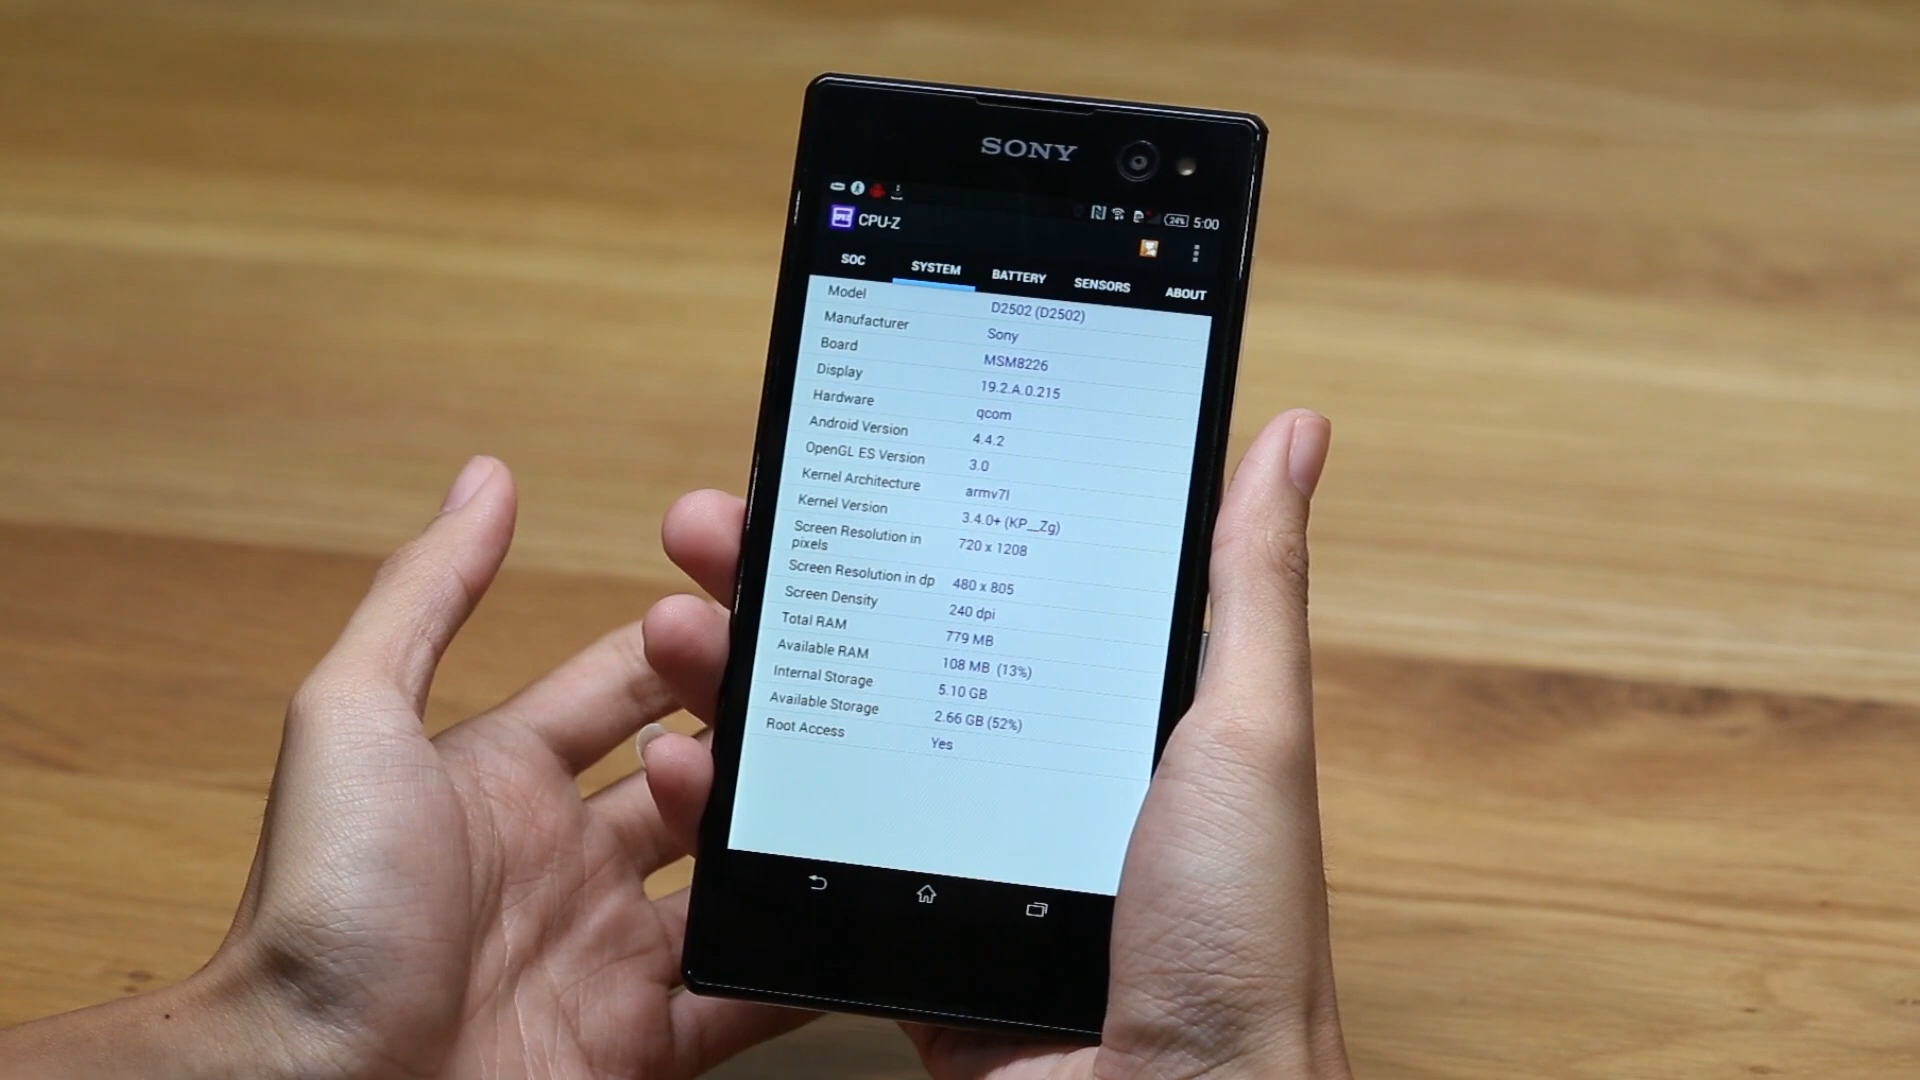 SONY
24% 5:00
CPU-Z
SOC SYSTEM BATTERY SENSORS ABOUT
Model D2502 (D2502)
Manufacturer Sony
Board MSM8226
Display 19.2.A.0.215
Hardware qcom
Android Version 4.4.2
OpenGL ES Version 3.0
Kernel Architecture armv7l
Kernel Version 3.4.0+ (KP__Zg)
Screen Resolution in pixels 720 x 1208
Screen Resolution in dp 480 x 805
Screen Density 240 dpi
Total RAM 779 MB
Available RAM 108 MB (13%)
Internal Storage 5.10 GB
Available Storage 2.66 GB (52%)
Root Access Yes